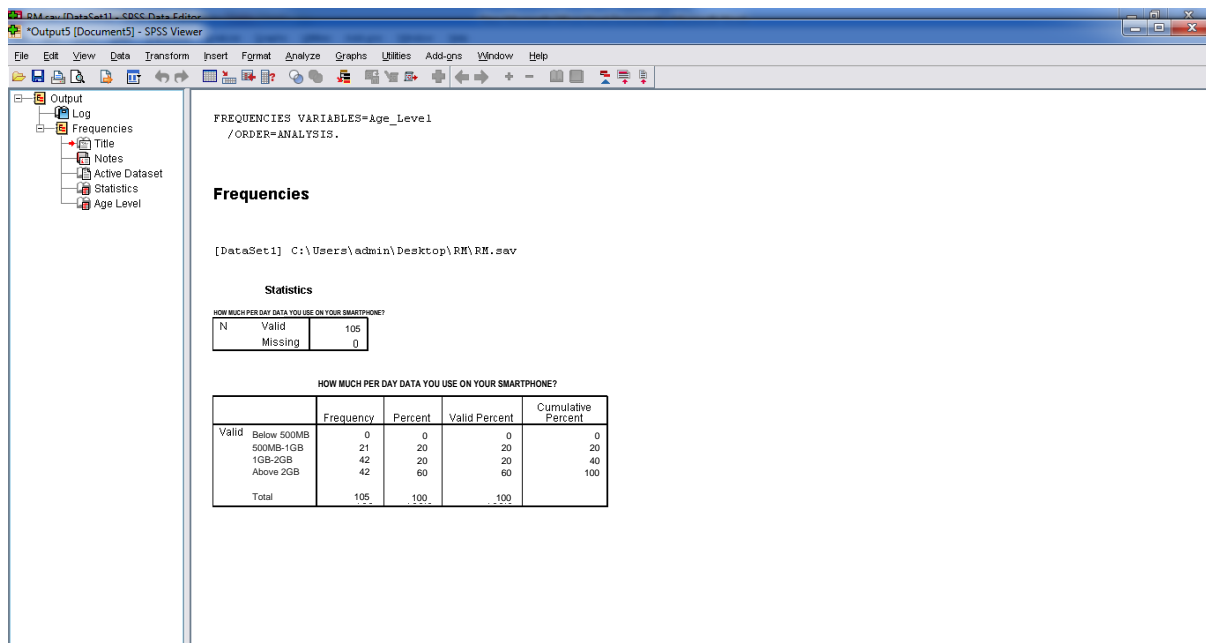 RM.sav [DataSet1] - SPSS Data Editor
*Output5 [Document5] - SPSS Viewer
File Edit View Data Transform Insert Format Analyze Graphs Utilities Add-ons Window Help
Output
Log
Frequencies
Title
Notes
Active Dataset
Statistics
Age Level
FREQUENCIES VARIABLES=Age_Level
/ORDER=ANALYSIS.
Frequencies
[DataSet1] C:\Users\admin\Desktop\RM\RM.sav
Statistics
HOW MUCH PER DAY DATA YOU USE ON YOUR SMARTPHONE?
N Valid 105
Missing 0
HOW MUCH PER DAY DATA YOU USE ON YOUR SMARTPHONE?
Frequency Percent Valid Percent Cumulative Percent
Valid Below 500MB 0 0 0 0
500MB-1GB 21 20 20 20
1GB-2GB 42 20 20 40
Above 2GB 42 60 60 100
Total 105 100 100